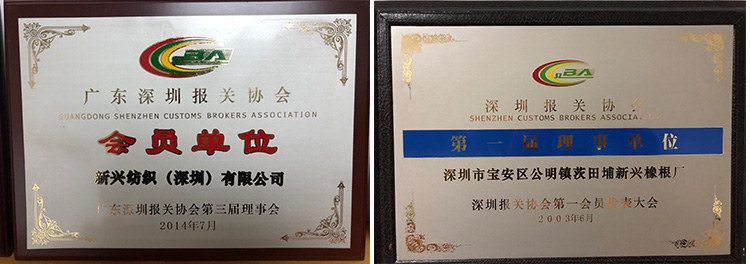 BA
广东深圳报关协会
GUANGDONG SHENZHEN CUSTOMS BROKERS ASSOCIATION
会员单位
新兴纺织（深圳）有限公司
广东深圳报关协会第三届理事会
2014年7月
BA
深圳报关协会
SHENZHEN CUSTOMS BROKERS ASSOCIATION
第一届理事单位
深圳市宝安区公明镇茨田埔新兴橡根厂
深圳报关协会第一会员代表大会
2003年6月